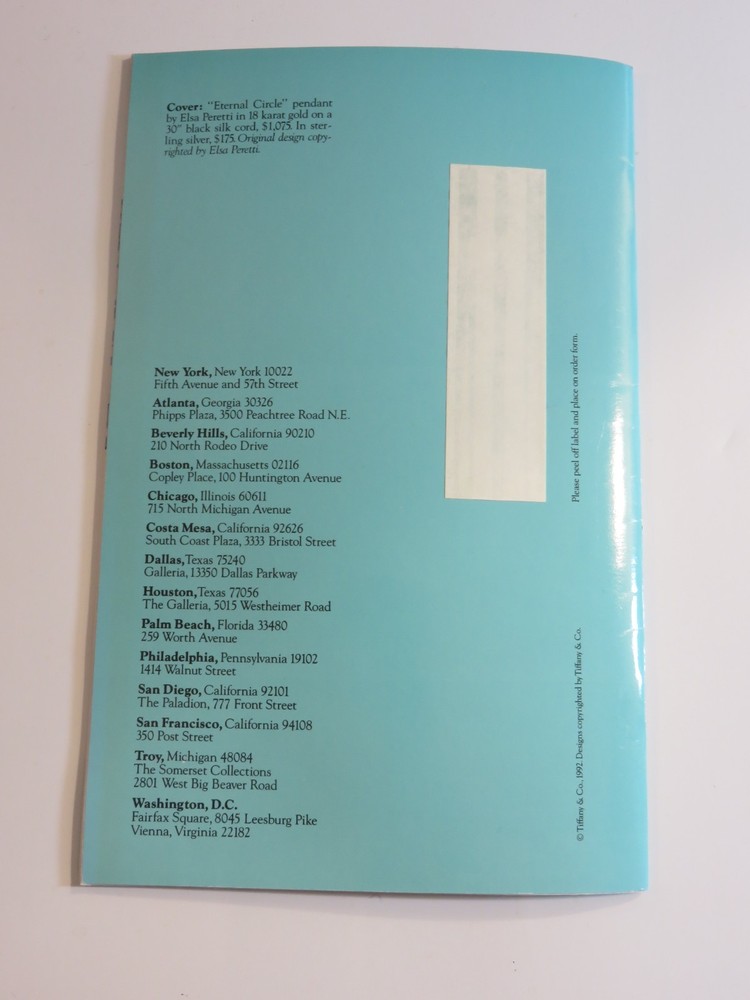 Cover: "Eternal Circle" pendant
by Elsa Peretti in 18 karat gold on a
30" black silk cord, $1,075. In ster-
ling silver, $175. Original design copy-
righted by Elsa Peretti.
New York, New York 10022
Fifth Avenue and 57th Street
Atlanta, Georgia 30326
Phipps Plaza, 3500 Peachtree Road N.E.
Beverly Hills, California 90210
210 North Rodeo Drive
Boston, Massachusetts 02116
Copley Place, 100 Huntington Avenue
Chicago, Illinois 60611
715 North Michigan Avenue
Costa Mesa, California 92626
South Coast Plaza, 3333 Bristol Street
Dallas, Texas 75240
Galleria, 13350 Dallas Parkway
Houston, Texas 77056
The Galleria, 5015 Westheimer Road
Palm Beach, Florida 33480
259 Worth Avenue
Philadelphia, Pennsylvania 19102
1414 Walnut Street
San Diego, California 92101
The Paladion, 777 Front Street
San Francisco, California 94108
350 Post Street
Troy, Michigan 48084
The Somerset Collections
2801 West Big Beaver Road
Washington, D.C.
Fairfax Square, 8045 Leesburg Pike
Vienna, Virginia 22182
Please peel off label and place on order form.
© Tiffany & Co., 1992. Designs copyrighted by Tiffany & Co.